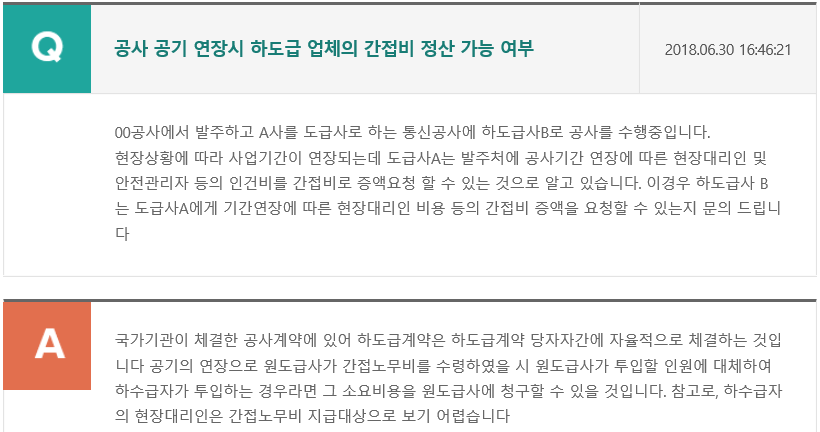 Q
공사 공기 연장시 하도급 업체의 간접비 정산 가능 여부
2018.06.30 16:46:21
00공사에서 발주하고 A사를 도급사로 하는 통신공사에 하도급사B로 공사를 수행중입니다.
현장상황에 따라 사업기간이 연장되는데 도급사A는 발주처에 공사기간 연장에 따른 현장대리인 및
안전관리자 등의 인건비를 간접비로 증액요청 할 수 있는 것으로 알고 있습니다. 이경우 하도급사 B
는 도급사A에게 기간연장에 따른 현장대리인 비용 등의 간접비 증액을 요청할 수 있는지 문의 드립니
다
A
국가기관이 체결한 공사계약에 있어 하도급계약은 하도급계약 당자자간에 자율적으로 체결하는 것입
니다 공기의 연장으로 원도급사가 간접노무비를 수령하였을 시 원도급사가 투입할 인원에 대체하여
하수급자가 투입하는 경우라면 그 소요비용을 원도급사에 청구할 수 있을 것입니다. 참고로, 하수급자
의 현장대리인은 간접노무비 지급대상으로 보기 어렵습니다